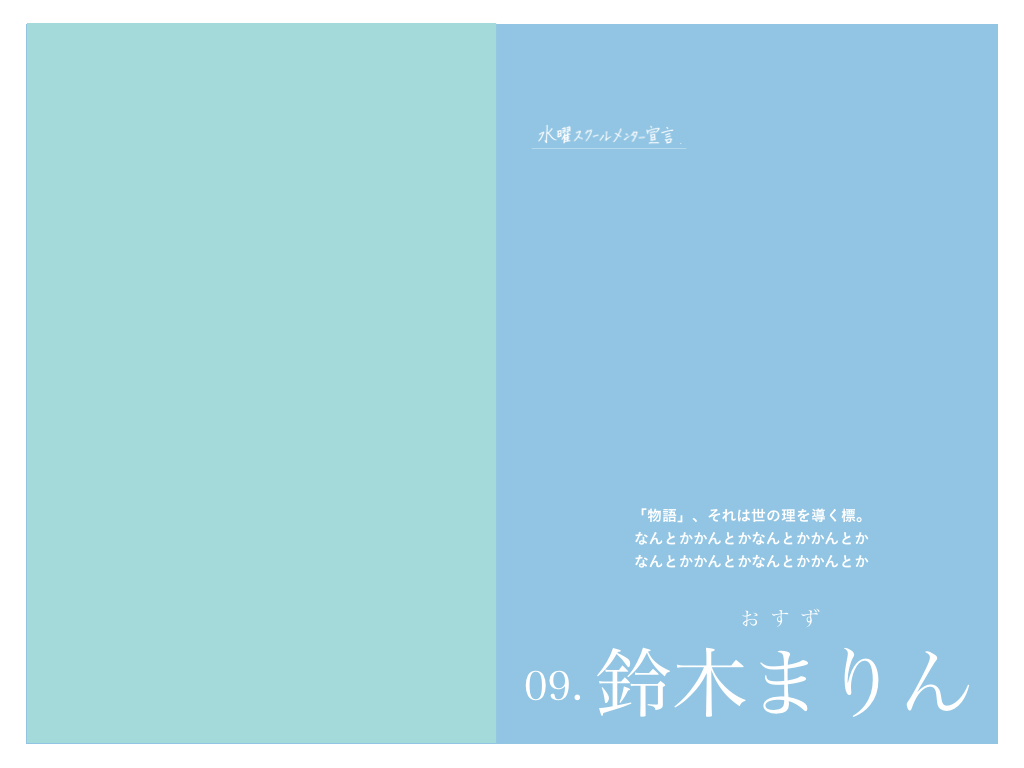 水曜スクールメンター宣言
「物語」、それは世の理を導く標。
なんとかかんとかなんとかかんとか
なんとかかんとかなんとかかんとか
おすず
09. 鈴木まりん